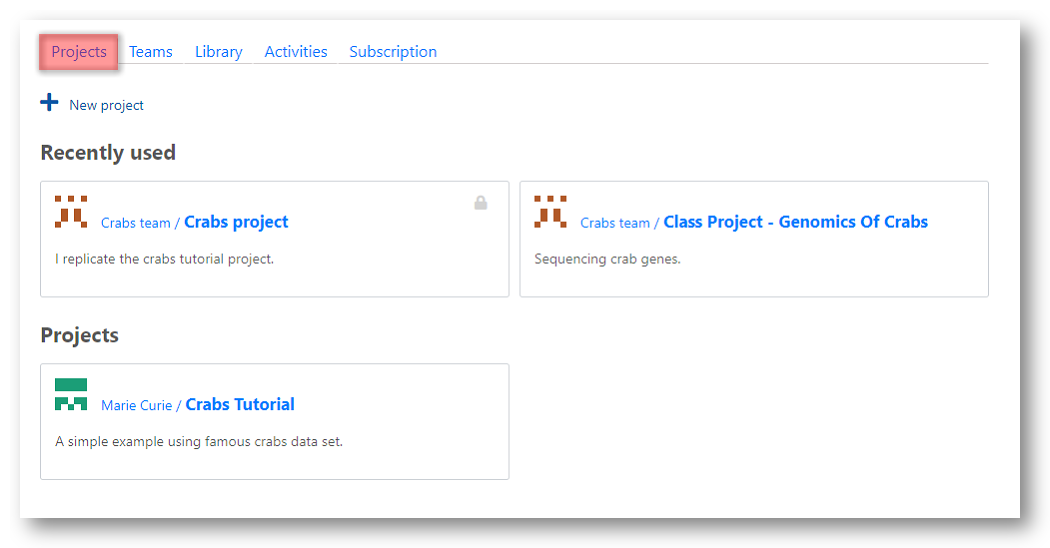 Projects Teams Library Activities Subscription
New project
Recently used
Crabs team / Crabs project
I replicate the crabs tutorial project.
Crabs team / Class Project - Genomics Of Crabs
Sequencing crab genes.
Projects
Marie Curie / Crabs Tutorial
A simple example using famous crabs data set.